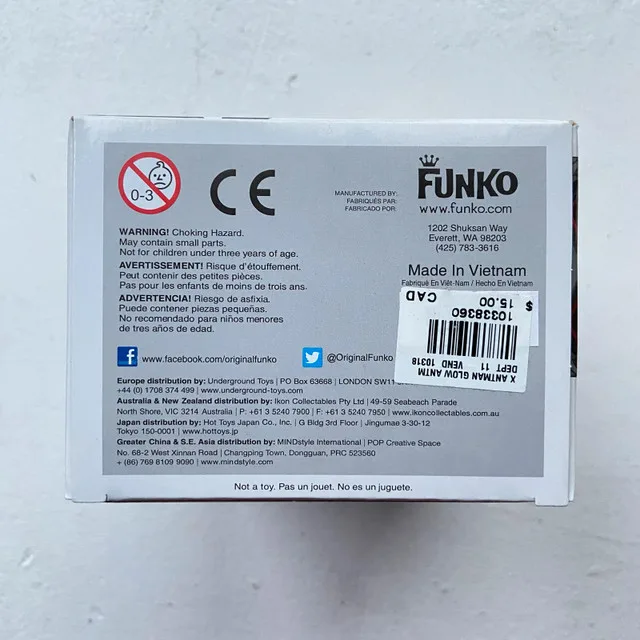 0-3
CE
WARNING! Choking Hazard.
May contain small parts.
Not for children under three years of age.
AVERTISSEMENT! Risque d'étouffement.
Peut contenir des petites pièces.
Pas pour les enfants de moins de trois ans.
ADVERTENCIA! Riesgo de asfixia.
Puede contener piezas pequeñas.
No recomendado para niños menores
de tres años de edad.
MANUFACTURED BY:
FABRIQUÉS PAR:
FABRICADO POR:
FUNKO
www.funko.com
1202 Shuksan Way
Everett, WA 98203
(425) 783-3616
Made In Vietnam
Fabriqué En Viêt-Nam / Hecho En Vietnam
X ANTMAN GLOW ANTM
DEPT 11 VEND 10318
10338360
CAD
$ 15.00
www.facebook.com/originalfunko
@OriginalFunko
Europe distribution by: Underground Toys | PO Box 63668 | LONDON SW11
+44 (0) 1708 374 499 | www.underground-toys.com
Australia & New Zealand distribution by: Ikon Collectables Pty Ltd | 49-59 Seabeach Parade
North Shore, VIC 3214 Australia | P: +61 3 5240 7900 | F: +61 3 5240 7950 | www.ikoncollectables.com.au
Japan distribution by: Hot Toys Japan Co., Inc. | G Bldg 3rd Floor | Jingumae 3-30-12
Tokyo 150-0001 | www.hottoys.jp
Greater China & S.E. Asia distribution by: MINDstyle International | POP Creative Space
No. 68-2 West Xinnan Road | Changping Town, Dongguan, PRC 523560
+ (86) 769 8109 9090 | www.mindstyle.com
Not a toy. Pas un jouet. No es un juguete.